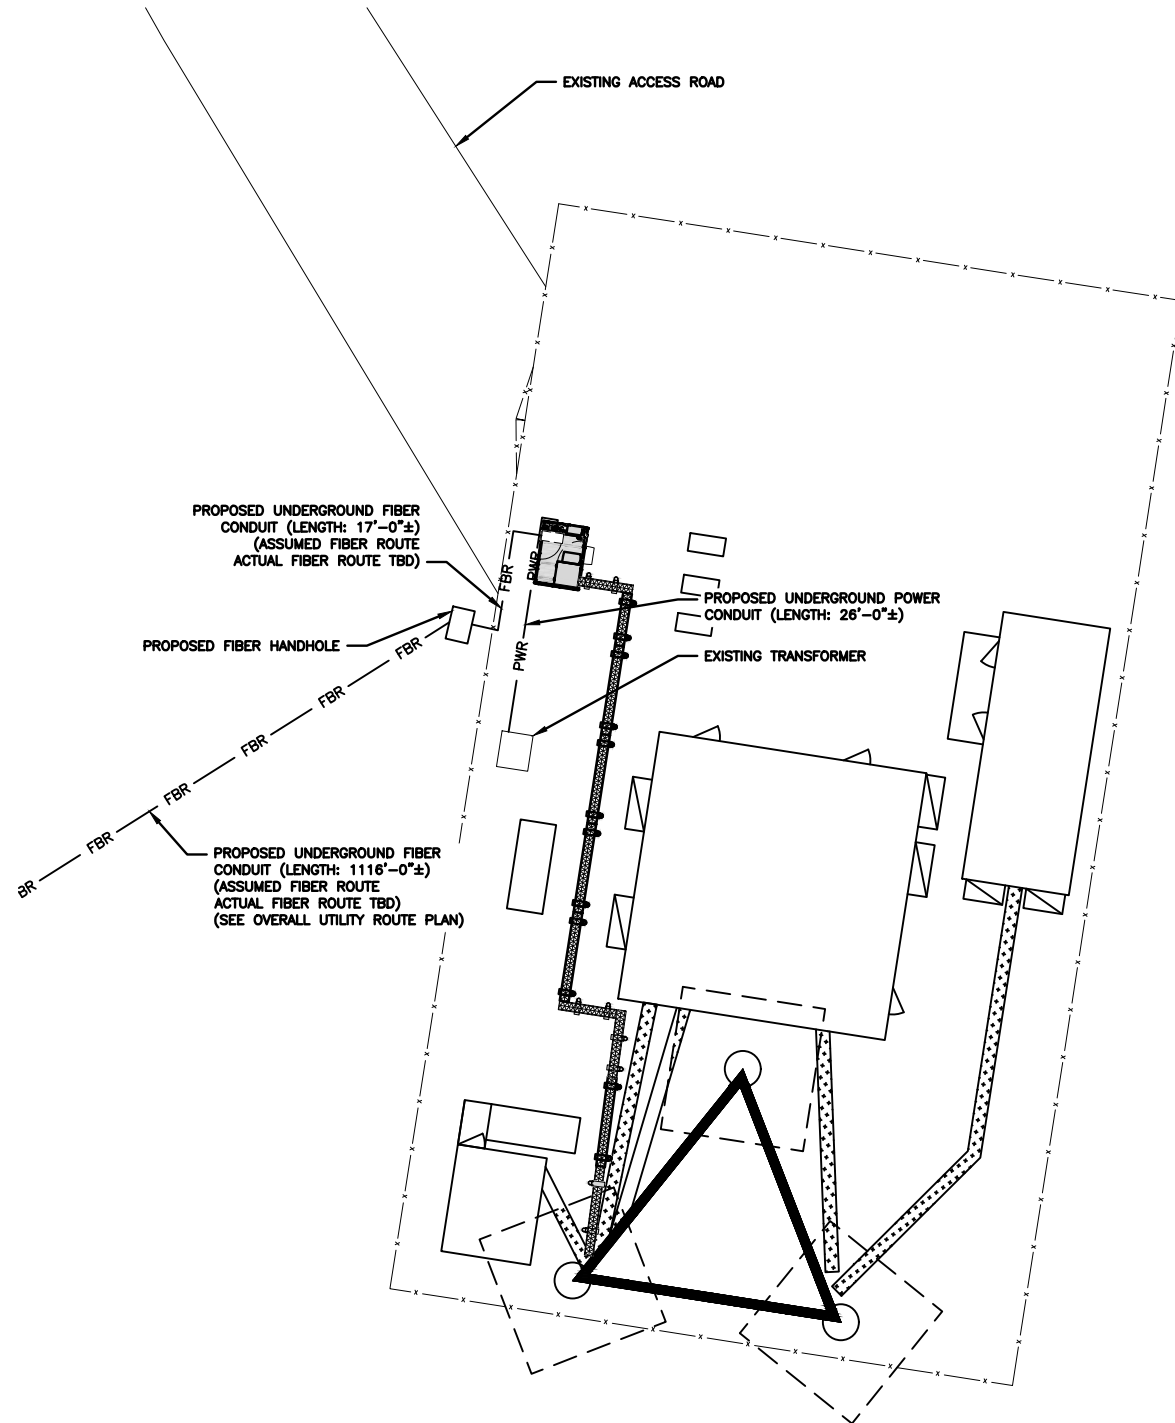 EXISTING ACCESS ROAD
PROPOSED UNDERGROUND FIBER
CONDUIT (LENGTH: 17'-0"±)
(ASSUMED FIBER ROUTE
ACTUAL FIBER ROUTE TBD)
FBR
PWR
PROPOSED UNDERGROUND POWER
CONDUIT (LENGTH: 26'-0"±)
PROPOSED FIBER HANDHOLE
FBR
PWR
EXISTING TRANSFORMER
FBR
FBR
FBR
FBR
BR
PROPOSED UNDERGROUND FIBER
CONDUIT (LENGTH: 1116'-0"±)
(ASSUMED FIBER ROUTE
ACTUAL FIBER ROUTE TBD)
(SEE OVERALL UTILITY ROUTE PLAN)